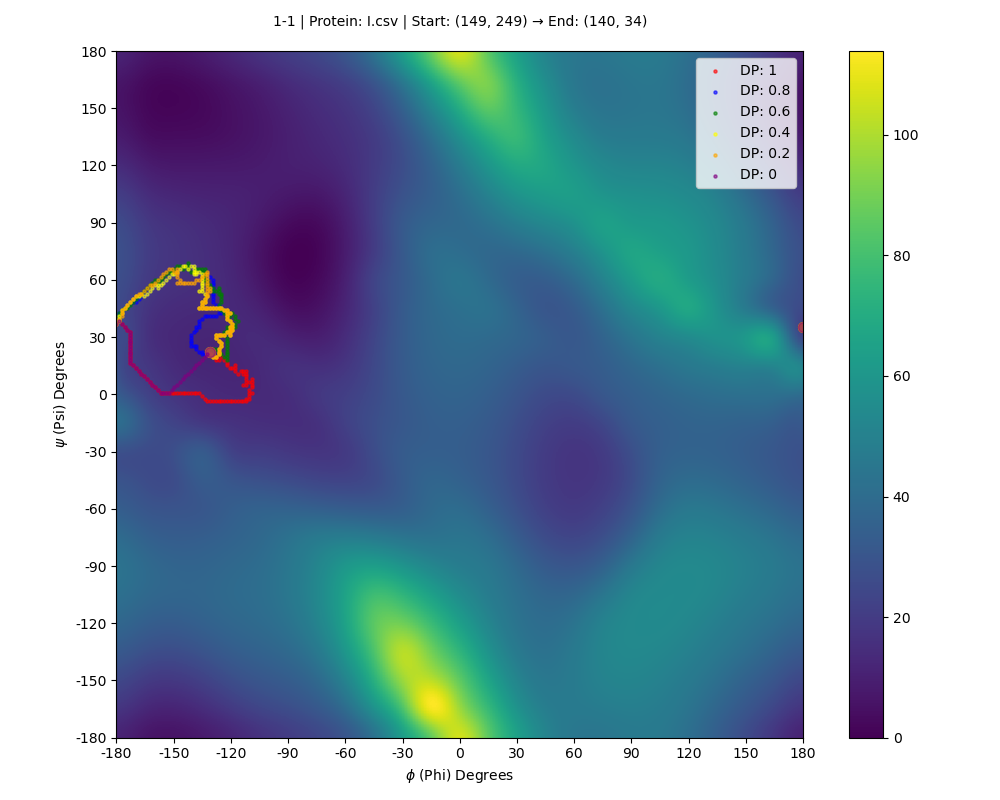 1-1 | Protein: I.csv | Start: (149, 249) → End: (140, 34)
DP: 1
DP: 0.8
DP: 0.6
DP: 0.4
DP: 0.2
DP: 0
180
150
120
90
60
30
0
-30
-60
-90
-120
-150
-180
ψ (Psi) Degrees
-180 -150 -120 -90 -60 -30 0 30 60 90 120 150 180
ϕ (Phi) Degrees
100
80
60
40
20
0